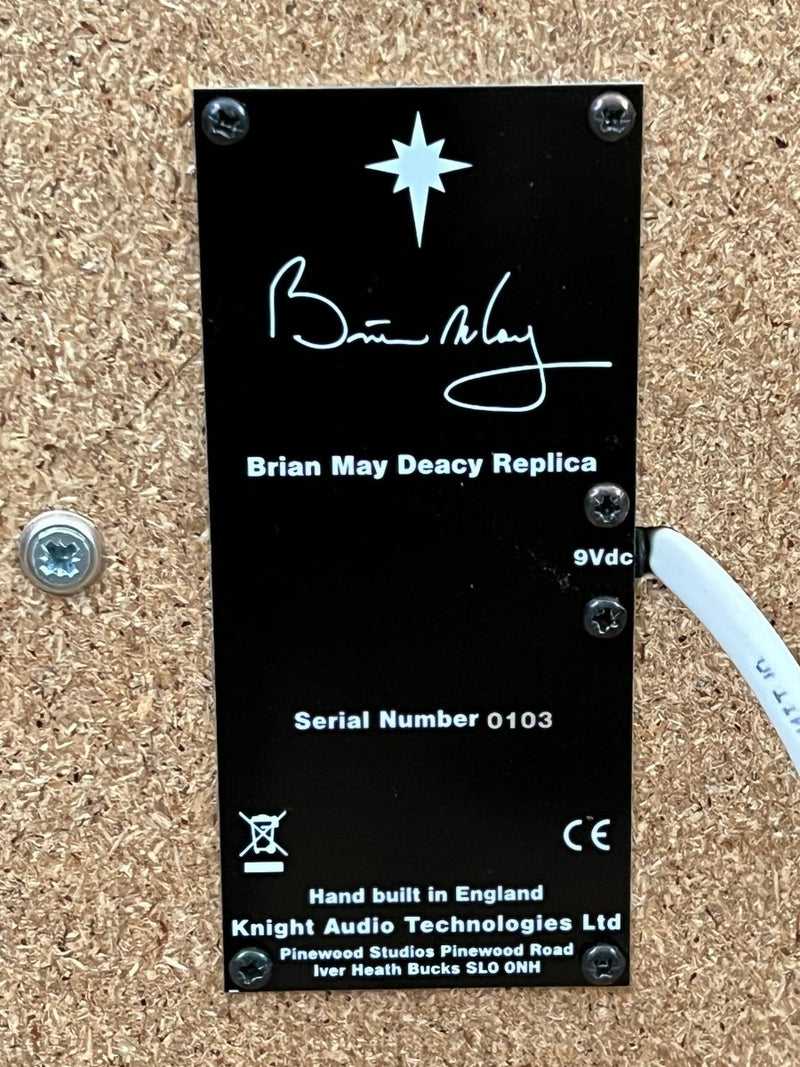 Brian May
Brian May Deacy Replica
9Vdc
Serial Number 0103
CE
Hand built in England
Knight Audio Technologies Ltd
Pinewood Studios Pinewood Road
Iver Heath Bucks SL0 0NH